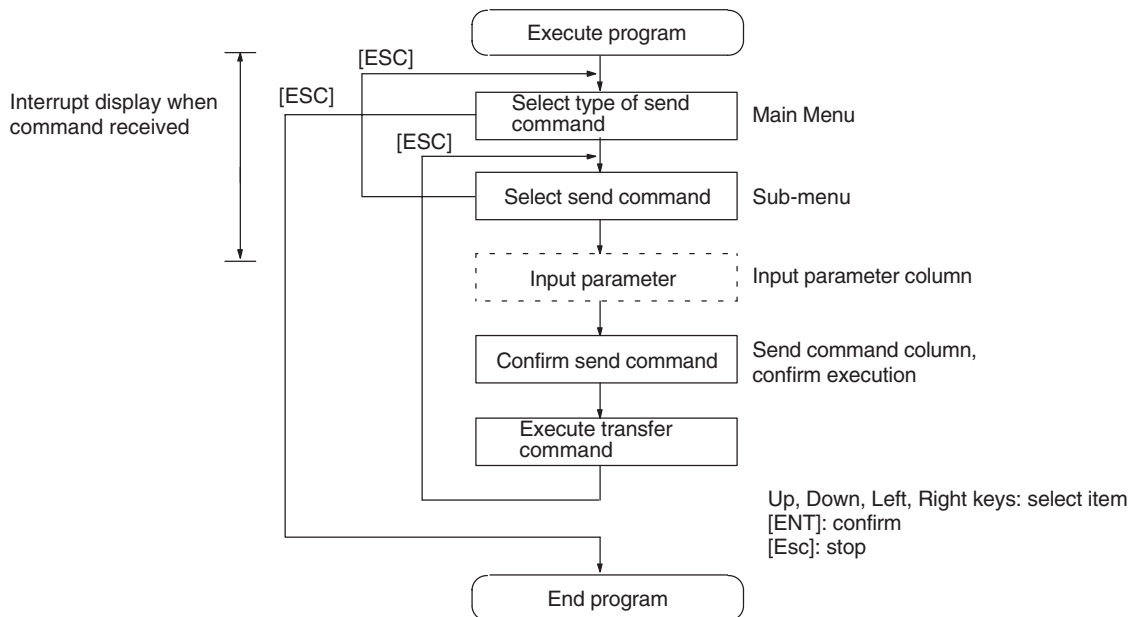 Execute program
[ESC]
Interrupt display when
command received
[ESC]
Select type of send
command
Main Menu
[ESC]
Select send command
Sub-menu
Input parameter
Input parameter column
Confirm send command
Send command column,
confirm execution
Execute transfer
command
Up, Down, Left, Right keys: select item
[ENT]: confirm
[Esc]: stop
End program